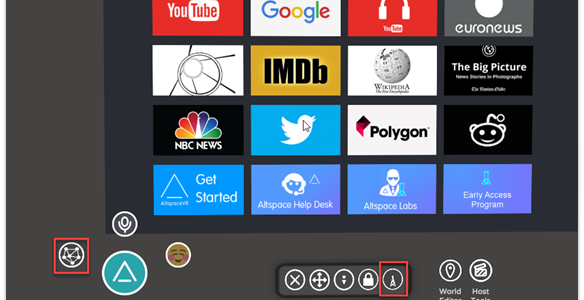 YouTube
Google
euronews
IMDb
WIKIPEDIA
The Free Encyclopedia
The Big Picture
News Stories in Photographs
The Boston Globe
NBC NEWS
Polygon
AltspaceVR
Get
Started
Altspace Help Desk
Altspace Labs
Early Access
Program
World
Editor
Host
Tools